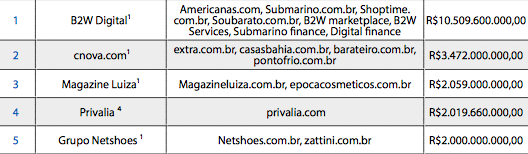 1 B2W Digital¹ Americanas.com, Submarino.com.br, Shoptime.
com.br, Soubarato.com.br, B2W marketplace, B2W
Services, Submarino finance, Digital finance R$10.509.600.000,00
2 cnova.com¹ extra.com.br, casasbahia.com.br, barateiro.com.br,
pontofrio.com.br R$3.472.000.000,00
3 Magazine Luiza¹ Magazineluiza.com.br, epocacosmeticos.com.br R$2.059.000.000,00
4 Privalia ⁴ privalia.com R$2.019.660.000,00
5 Grupo Netshoes ¹ Netshoes.com.br, zattini.com.br R$2.000.000.000,00